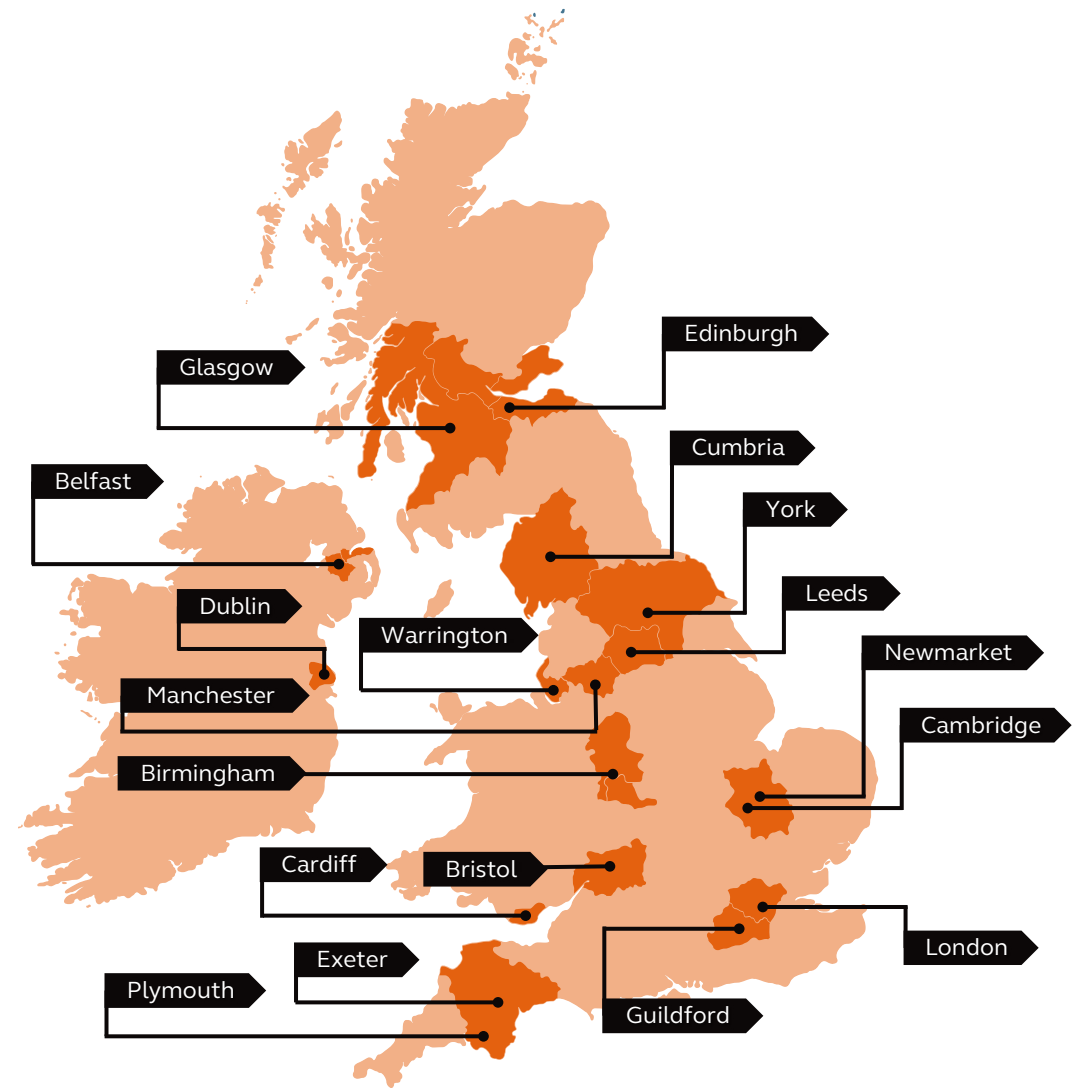 Edinburgh
Glasgow
Cumbria
Belfast
York
Leeds
Dublin
Warrington
Newmarket
Manchester
Cambridge
Birmingham
Cardiff
Bristol
London
Exeter
Plymouth
Guildford